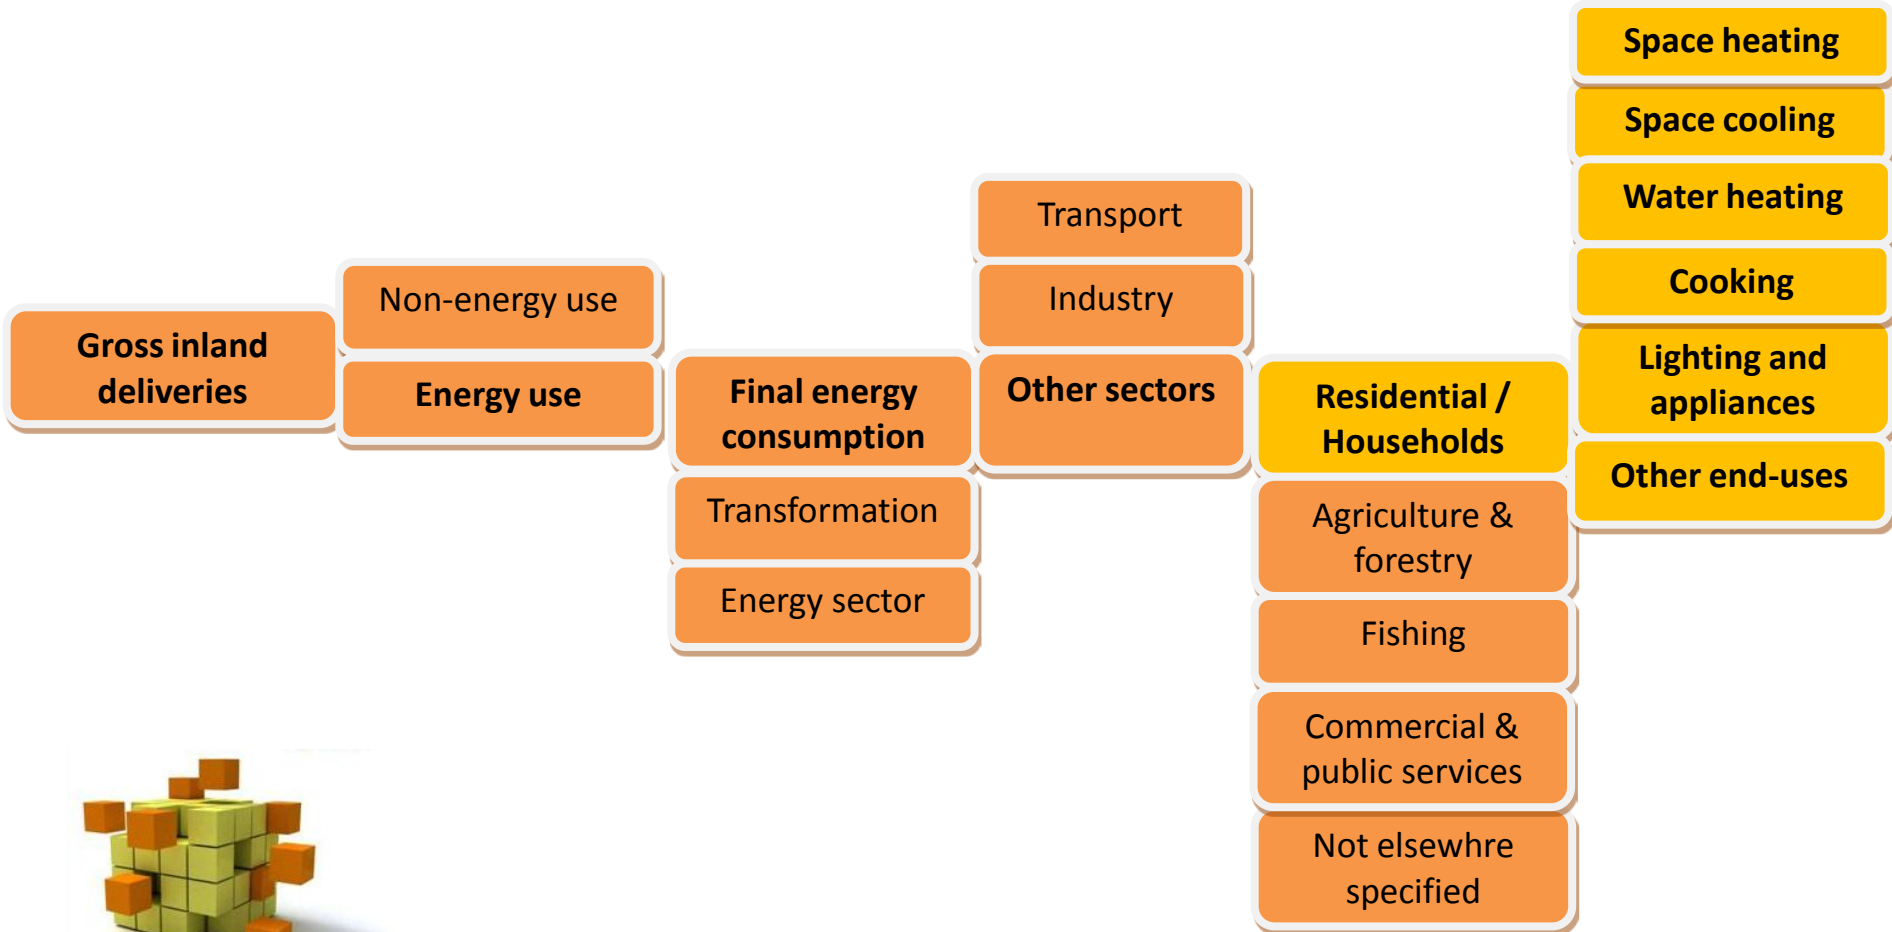 Gross inland
deliveries
Non-energy use
Energy use
Final energy
consumption
Transformation
Energy sector
Transport
Industry
Other sectors
Residential /
Households
Agriculture &
forestry
Fishing
Commercial &
public services
Not elsewhre
specified
Space heating
Space cooling
Water heating
Cooking
Lighting and
appliances
Other end-uses